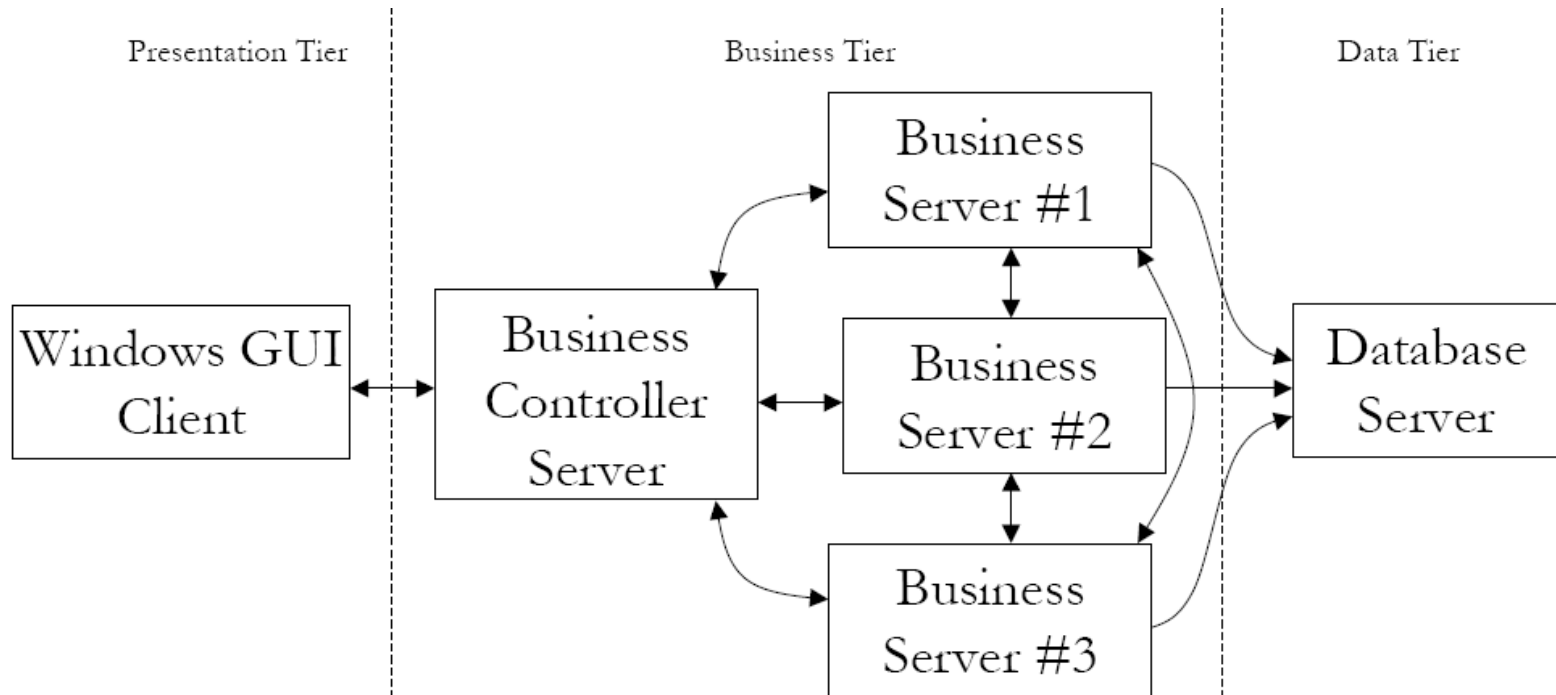 Presentation Tier
Business Tier
Data Tier
Business
Server #1
Windows GUI
Client
Business
Controller
Server
Business
Server #2
Database
Server
Business
Server #3